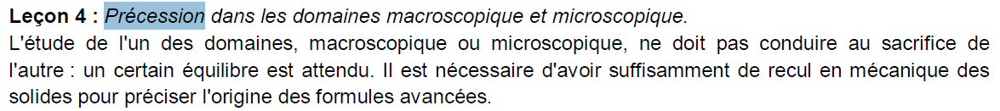 Leçon 4 : Précession dans les domaines macroscopique et microscopique.
L'étude de l'un des domaines, macroscopique ou microscopique, ne doit pas conduire au sacrifice de
l'autre : un certain équilibre est attendu. Il est nécessaire d'avoir suffisamment de recul en mécanique des
solides pour préciser l'origine des formules avancées.